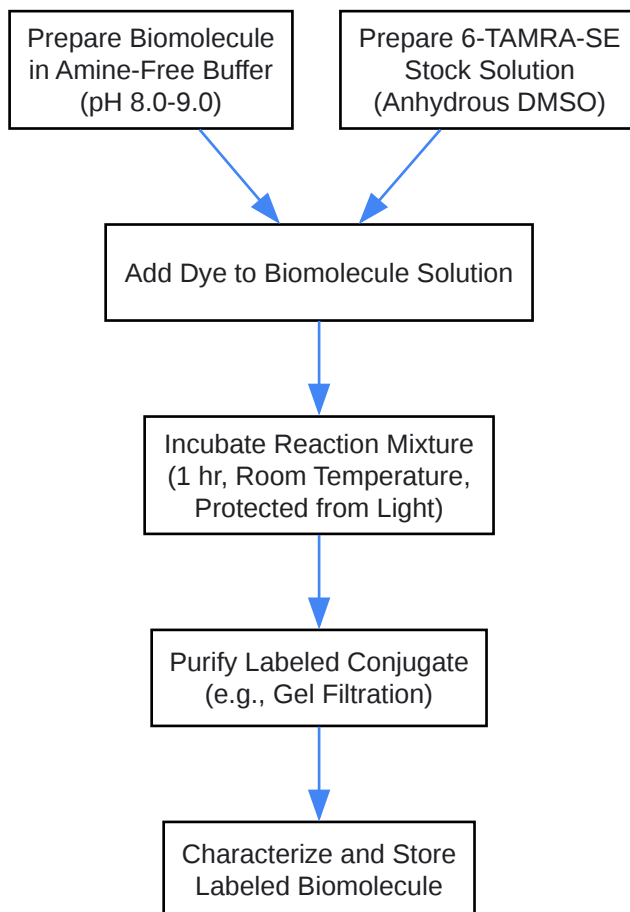 Prepare Biomolecule
in Amine-Free Buffer
(pH 8.0-9.0)
Prepare 6-TAMRA-SE
Stock Solution
(Anhydrous DMSO)
Add Dye to Biomolecule Solution
Incubate Reaction Mixture
(1 hr, Room Temperature,
Protected from Light)
Purify Labeled Conjugate
(e.g., Gel Filtration)
Characterize and Store
Labeled Biomolecule